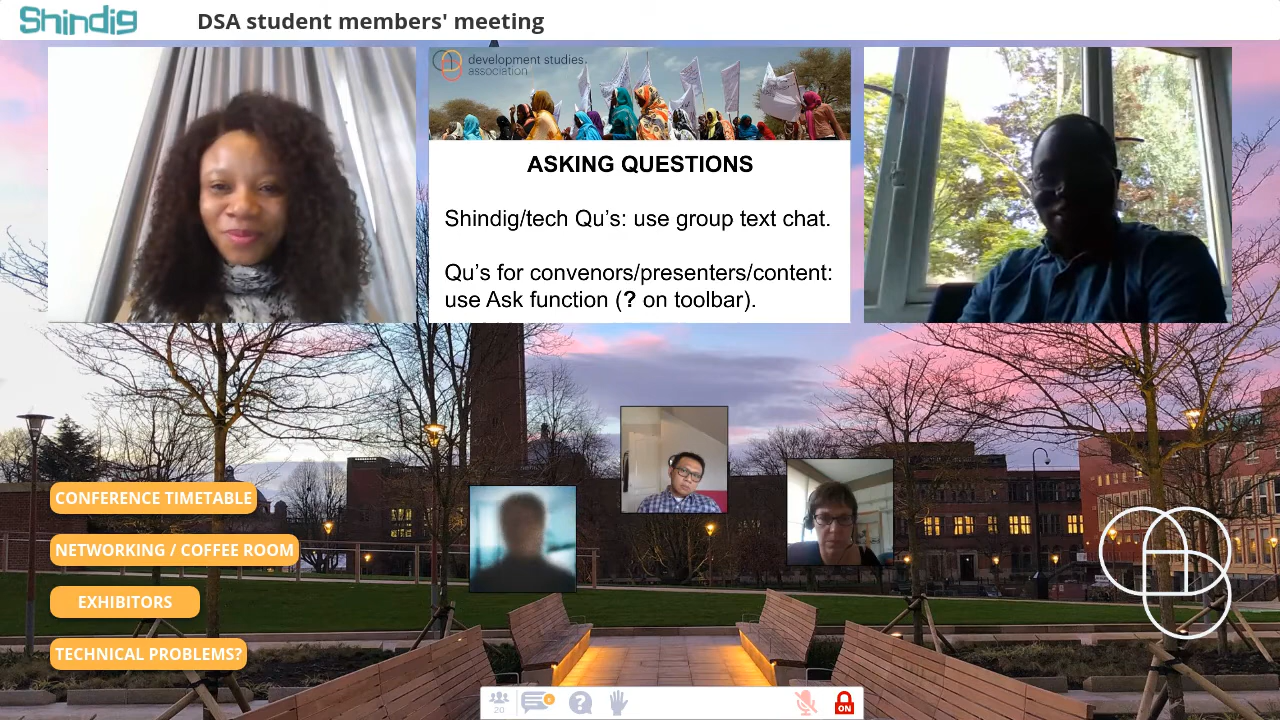 Shindig
DSA student members' meeting
development studies
association
ASKING QUESTIONS
Shindig/tech Qu's: use group text chat.
Qu's for convenors/presenters/content:
use Ask function (? on toolbar).
CONFERENCE TIMETABLE
NETWORKING / COFFEE ROOM
EXHIBITORS
TECHNICAL PROBLEMS?
20
?
ON